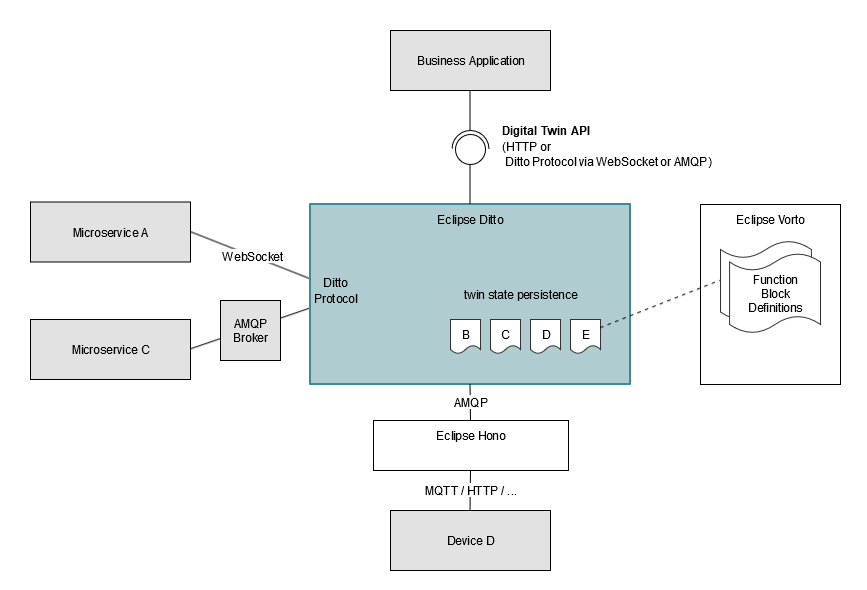 Business Application
Digital Twin API
(HTTP or
Ditto Protocol via WebSocket or AMQP)
Microservice A
WebSocket
Eclipse Ditto
Ditto
Protocol
twin state persistence
B C D E
Eclipse Vorto
Function
Block
Definitions
Microservice C
AMQP
Broker
AMQP
Eclipse Hono
MQTT / HTTP / ...
Device D